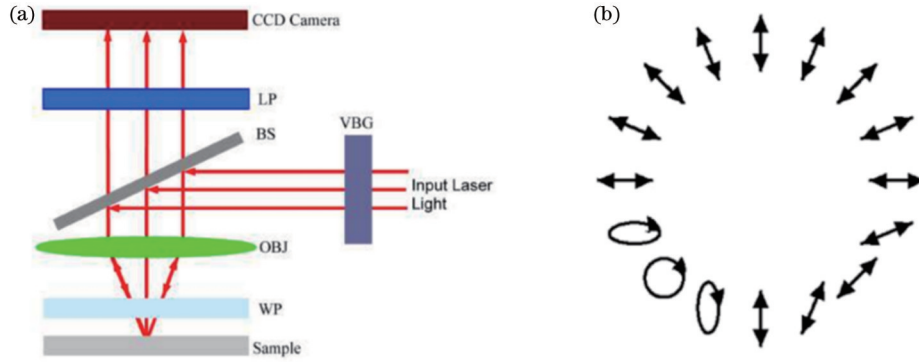 (a)
CCD Camera
LP
BS
VBG
Input Laser
Light
OBJ
WP
Sample
(b)